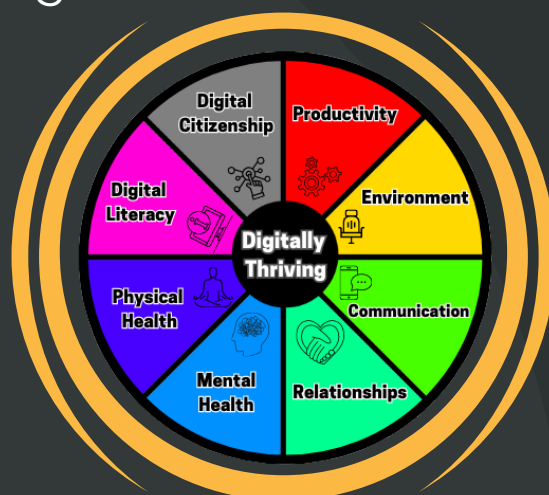 Digital
Citizenship
Productivity
Environment
Communication
Relationships
Mental
Health
Physical
Health
Digital
Literacy
Digitally
Thriving